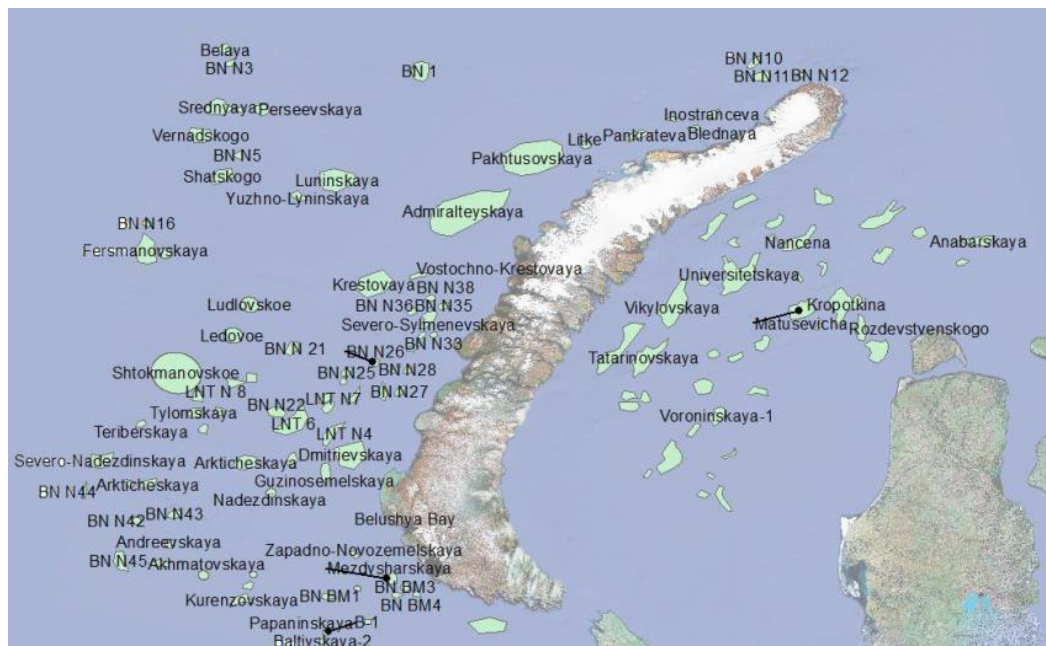 Belaya
BN N3
BN 1
BN N10
BN N11
BN N12
Srednyaya
Perseevskaya
Inostranceva
Vernadskogo
Litke
Pankrateva
Blednaya
BN N5
Pakhtusovskaya
Shatskogo
Luninskaya
Yuzhno-Lyninskaya
Admiralteyskaya
BN N16
Fersmanovskaya
Nancena
Anabarskaya
Vostochno-Krestovaya
Universitetskaya
Krestovaya
BN N38
Ludlovskoe
BN N36
BN N35
Vikylovskaya
Kropotkina
Severo-Sylmenevskaya
Matusevicha
Rozdevstvenskogo
Ledovoe
BN N33
BN N 21
BN N26
Tatarinovskaya
Shtokmanovskoe
BN N25
BN N28
LNT N 8
BN N27
LNT N7
BN N22
Tylomskaya
Voroninskaya-1
LNT 6
Teriberskaya
LNT N4
Dmitrievskaya
Severo-Nadezdinskaya
Arkticheskaya
Guzinosemelskaya
Arkticheskaya
BN N44
Nadezdinskaya
BN N43
BN N42
Belushya Bay
Andreevskaya
Zapadno-Novozemelskaya
BN N45
Akhmatovskaya
Mezdysharskaya
BN BM3
BN BM1
Kurenzovskaya
BN BM4
Papaninskaya
B-1
Baltiyskaya-2